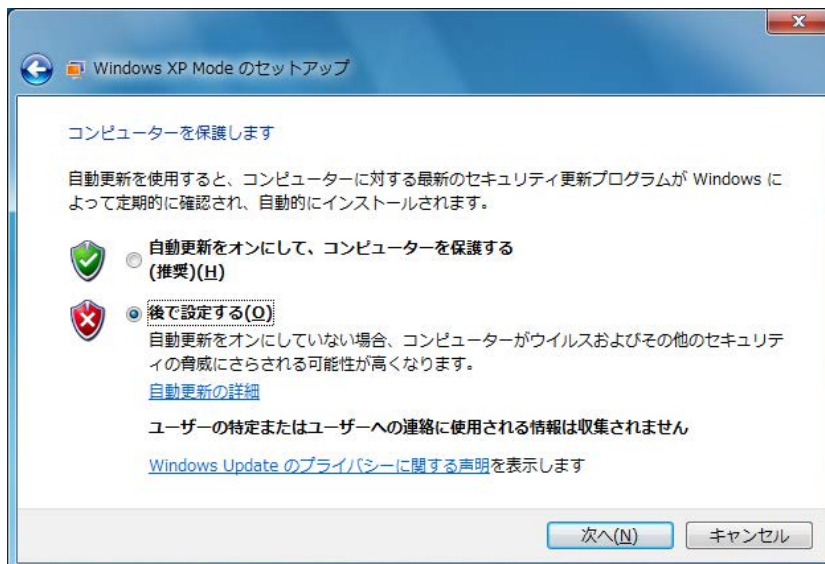 Windows XP Mode のセットアップ
コンピューターを保護します
自動更新を使用すると、コンピューターに対する最新のセキュリティ更新プログラムが Windows に
よって定期的に確認され、自動的にインストールされます。
自動更新をオンにして、コンピューターを保護する
(推奨)(H)
後で設定する(O)
自動更新をオンにしていない場合、コンピューターがウイルスおよびその他のセキュリテ
ィの脅威にさらされる可能性が高くなります。
自動更新の詳細
ユーザーの特定またはユーザーへの連絡に使用される情報は収集されません
Windows Update のプライバシーに関する声明を表示します
次へ(N)
キャンセル